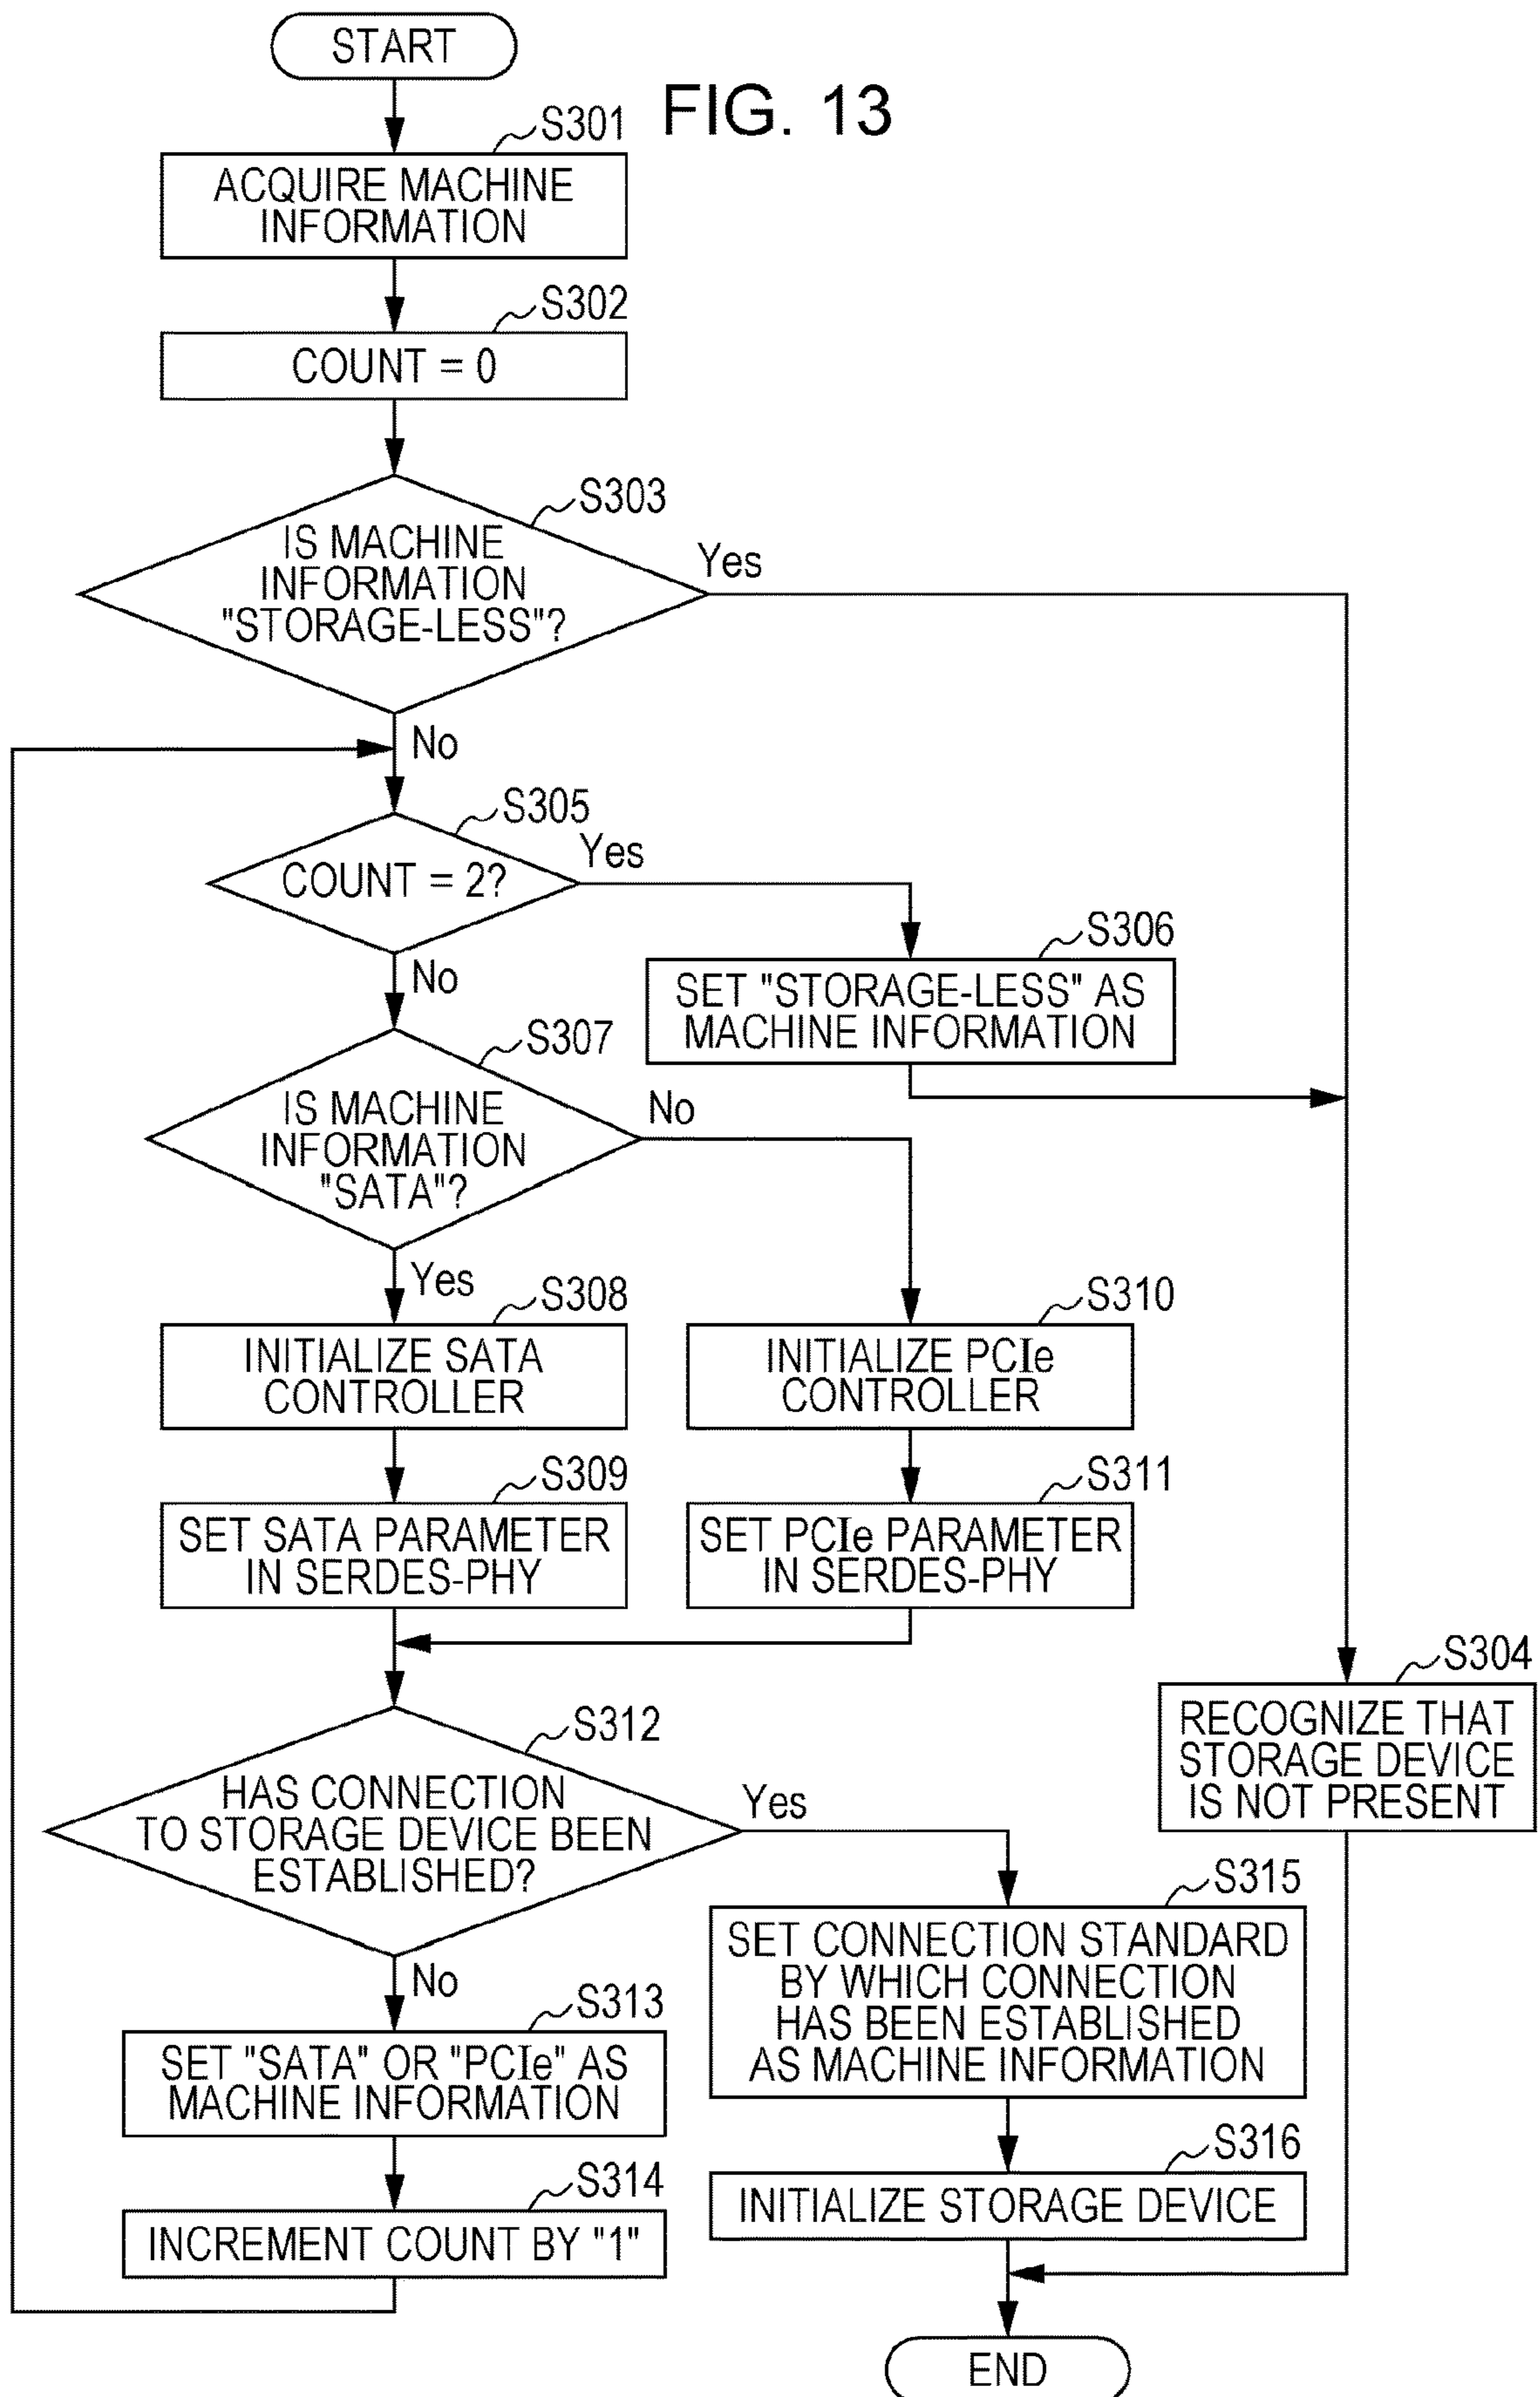 START
FIG. 13
S301
ACQUIRE MACHINE
INFORMATION
S302
COUNT = 0
S303
IS MACHINE
INFORMATION
"STORAGE-LESS"?
Yes
No
S305
COUNT = 2?
Yes
No
S306
SET "STORAGE-LESS" AS
MACHINE INFORMATION
S307
IS MACHINE
INFORMATION
"SATA"?
No
Yes
S308
INITIALIZE SATA
CONTROLLER
S310
INITIALIZE PCIe
CONTROLLER
S309
SET SATA PARAMETER
IN SERDES-PHY
S311
SET PCIe PARAMETER
IN SERDES-PHY
S304
RECOGNIZE THAT
STORAGE DEVICE
IS NOT PRESENT
S312
HAS CONNECTION
TO STORAGE DEVICE BEEN
ESTABLISHED?
Yes
No
S315
SET CONNECTION STANDARD
BY WHICH CONNECTION
HAS BEEN ESTABLISHED
AS MACHINE INFORMATION
S313
SET "SATA" OR "PCIe" AS
MACHINE INFORMATION
S316
INITIALIZE STORAGE DEVICE
S314
INCREMENT COUNT BY "1"
END